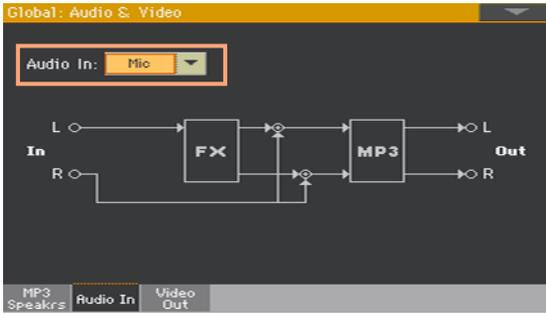 Global: Audio & Video
Audio In: Mic
L FX MP3 L
In Out
R R
MP3 Speakrs
Audio In
Video Out